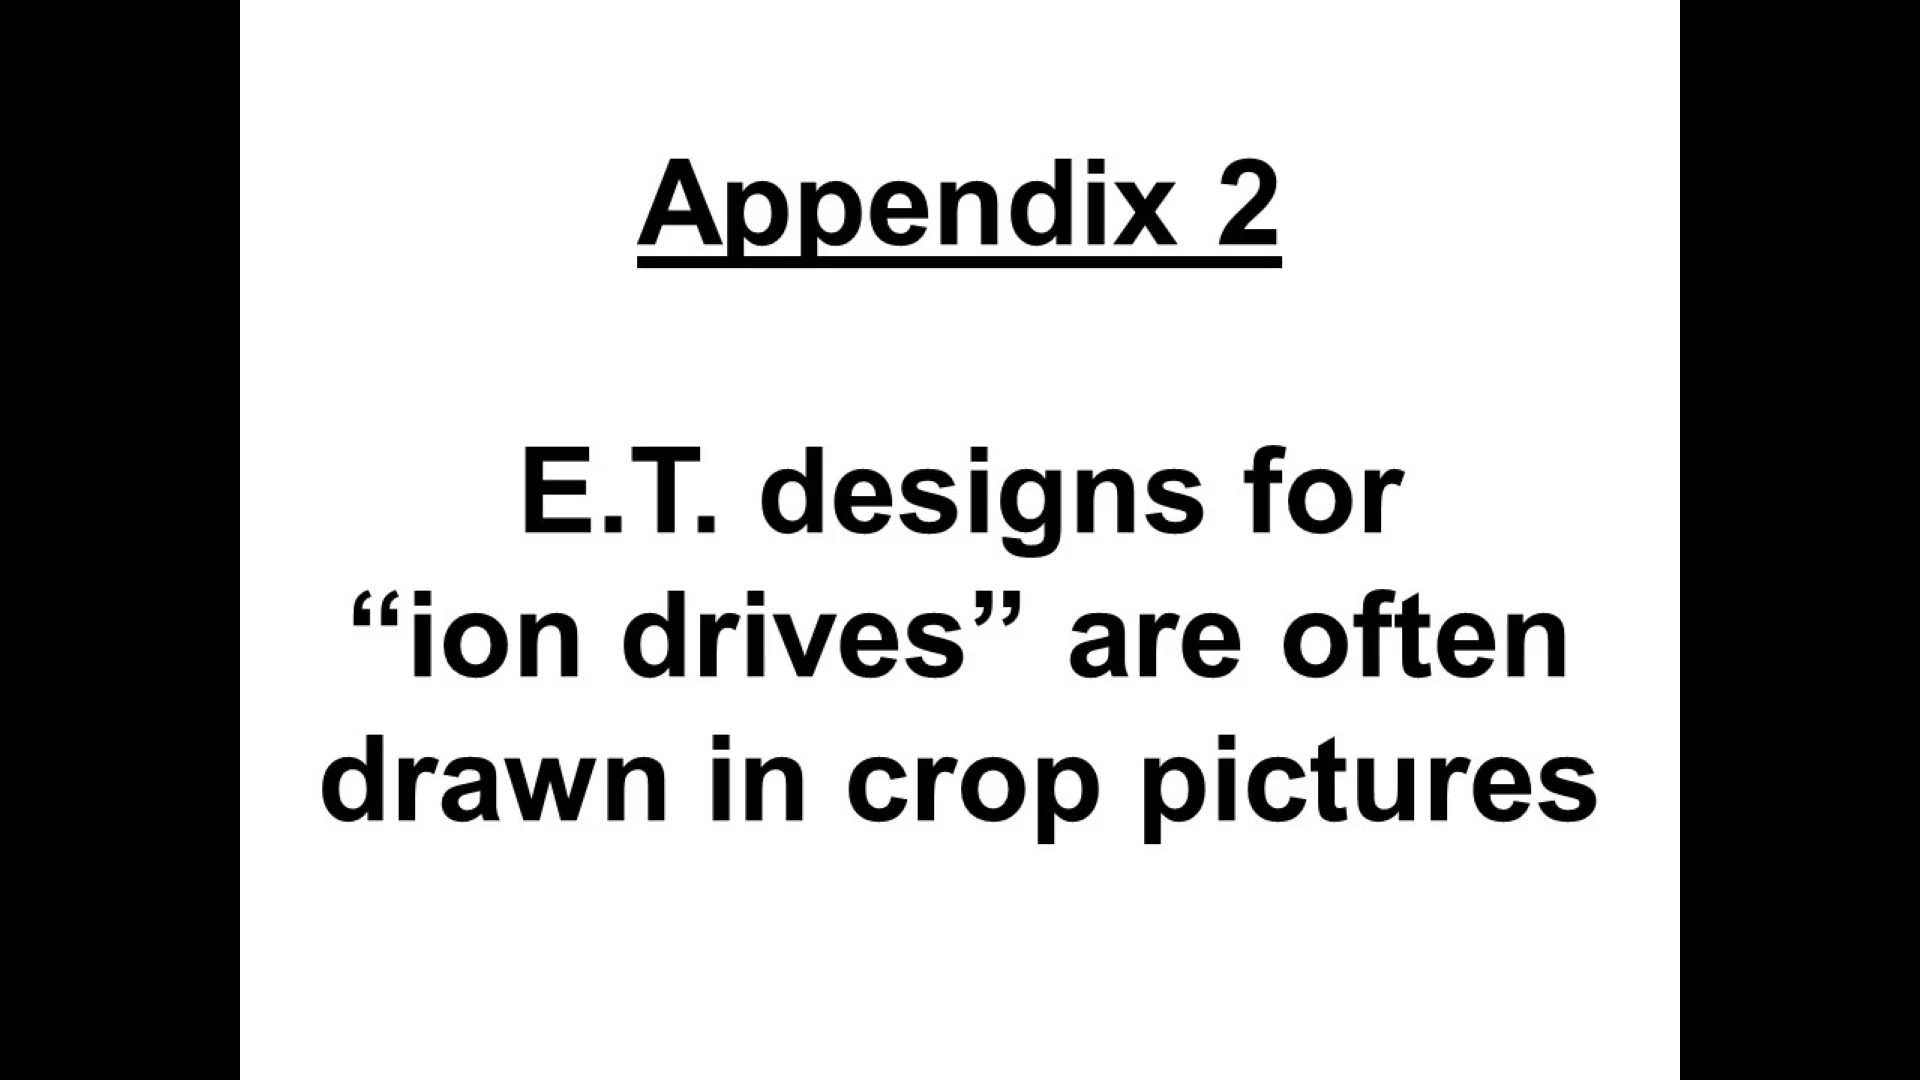 Appendix 2
E.T. designs for
“ion drives” are often
drawn in crop pictures